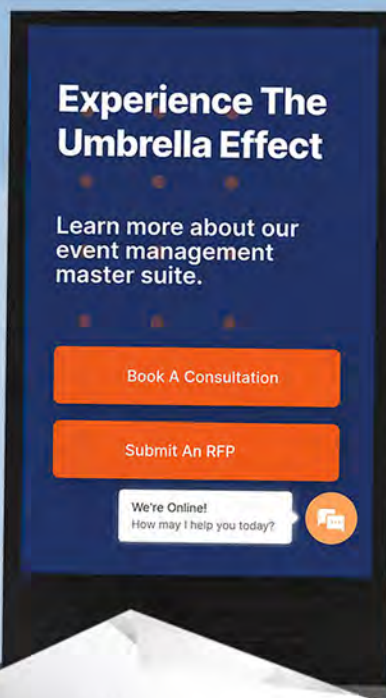 Experience The
Umbrella Effect
Learn more about our
event management
master suite.
Book A Consultation
Submit An RFP
We're Online!
How may I help you today?